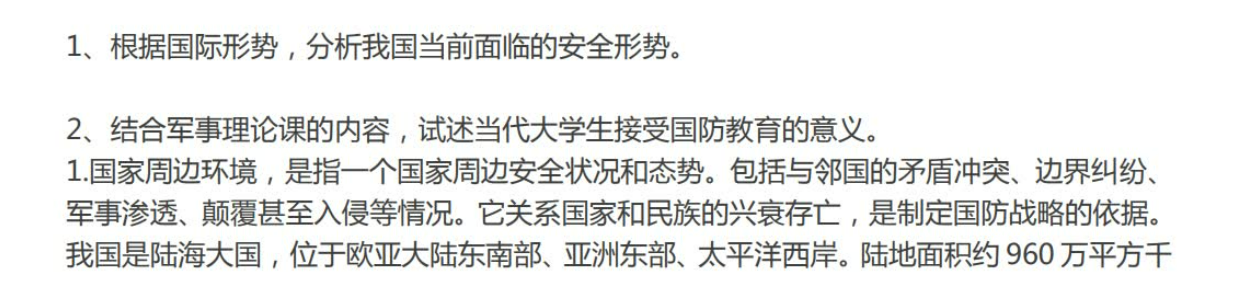 1、根据国际形势，分析我国当前面临的安全形势。
2、结合军事理论课的内容，试述当代大学生接受国防教育的意义。
1.国家周边环境，是指一个国家周边安全状况和态势。包括与邻国的矛盾冲突、边界纠纷、
军事渗透、颠覆甚至入侵等情况。它关系国家和民族的兴衰存亡，是制定国防战略的依据。
我国是陆海大国，位于欧亚大陆东南部、亚洲东部、太平洋西岸。陆地面积约 960 万平方千